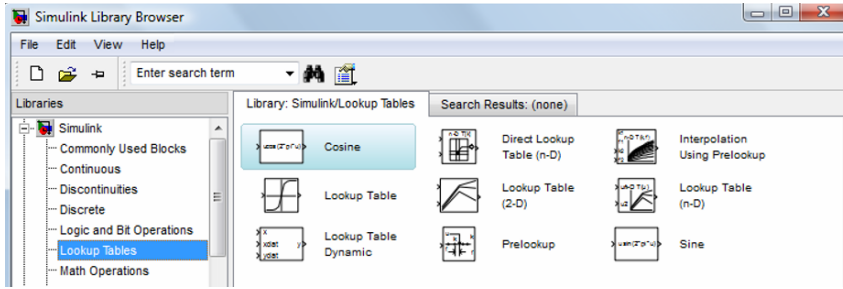 Simulink Library Browser
File Edit View Help
Enter search term
Libraries
Library: Simulink/Lookup Tables
Search Results: (none)
Simulink
Commonly Used Blocks
Continuous
Discontinuities
Discrete
Logic and Bit Operations
Lookup Tables
Math Operations
Cosine
Direct Lookup
Table (n-D)
n-D T[k]
Interpolation
Using Prelookup
Lookup Table
Lookup Table
(2-D)
Lookup Table
(n-D)
x
xdat
ydat
y
Lookup Table
Dynamic
Prelookup
Sine